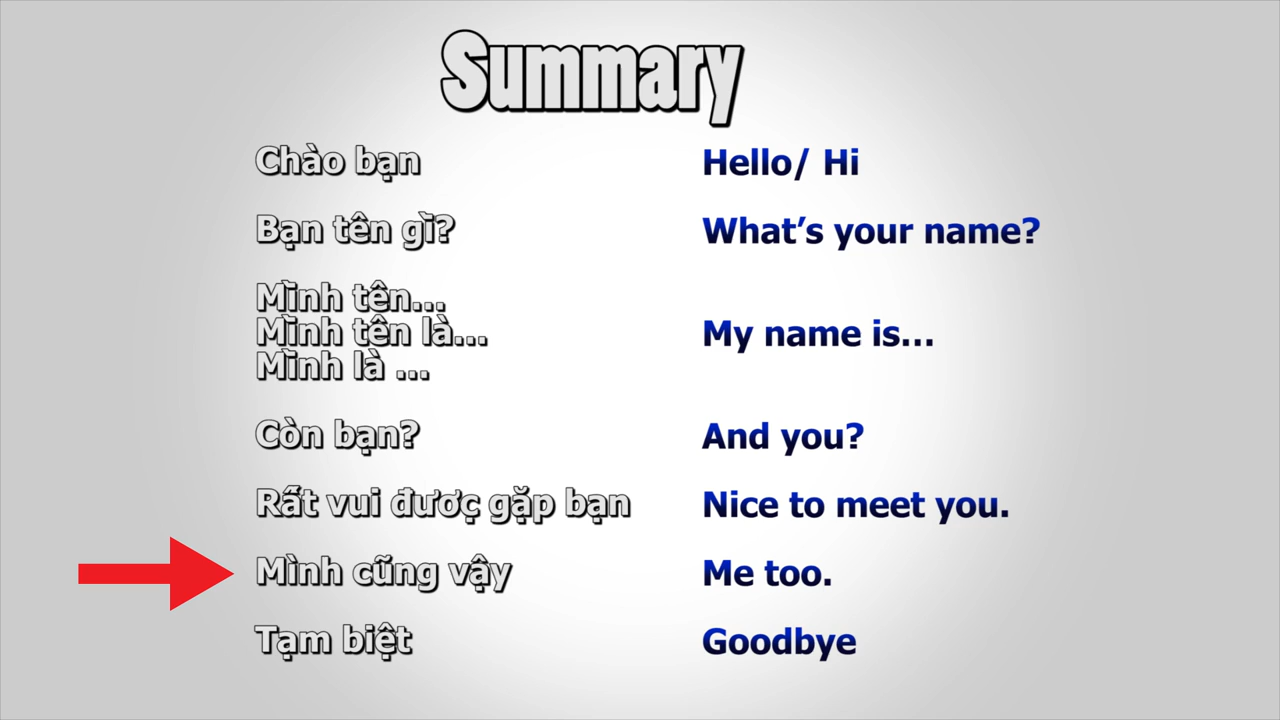 Summary
Chào bạn
Hello/ Hi
Bạn tên gì?
What’s your name?
Mình tên...
Mình tên là...
My name is...
Mình là ...
Còn bạn?
And you?
Rất vui được gặp bạn
Nice to meet you.
Mình cũng vậy
Me too.
Tạm biệt
Goodbye